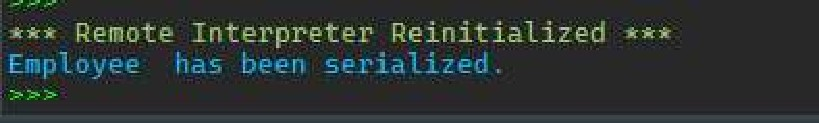 >>>
*** Remote Interpreter Reinitialized ***
Employee  has been serialized.
>>>